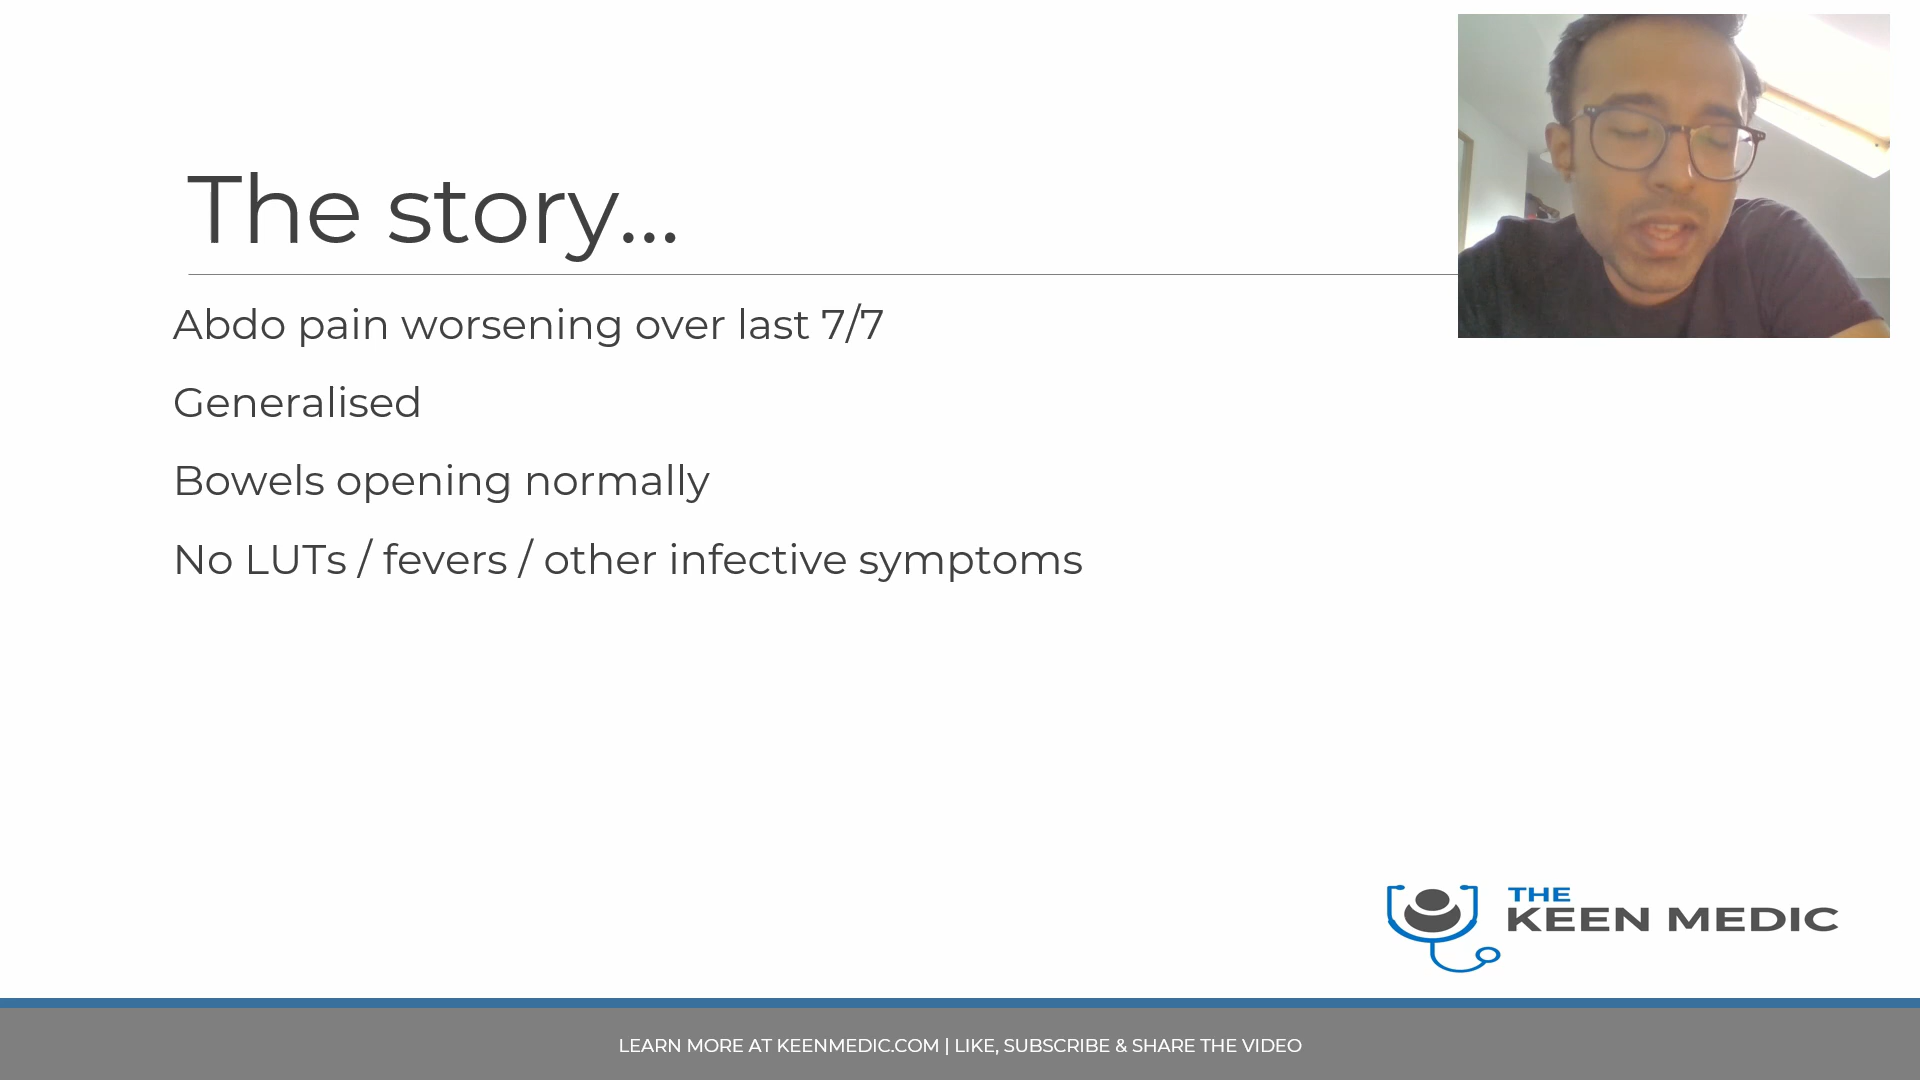 The story...
Abdo pain worsening over last 7/7
Generalised
Bowels opening normally
No LUTs / fevers / other infective symptoms
THE
KEEN MEDIC
LEARN MORE AT KEENMEDIC.COM | LIKE, SUBSCRIBE & SHARE THE VIDEO